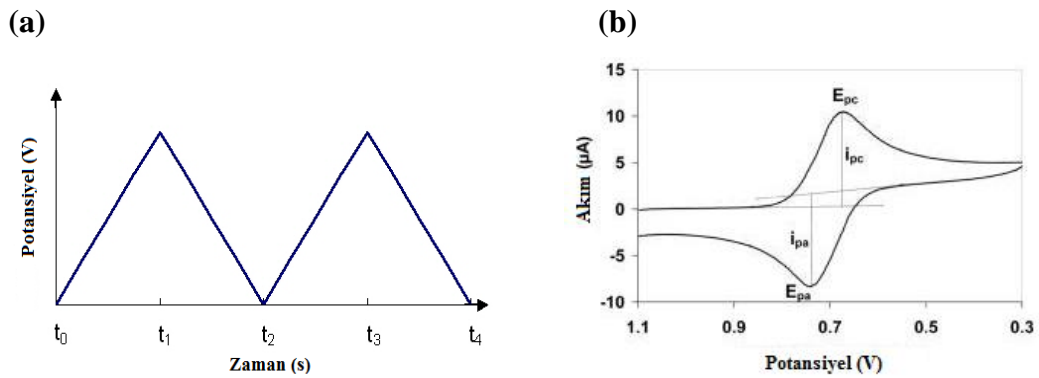 (a)
(b)
Potansiyel (V)
t0
t1
t2
t3
t4
Zaman (s)
Akım (µA)
15
10
5
0
-5
-10
Epc
ipc
ipa
Epa
1.1
0.9
0.7
0.5
0.3
Potansiyel (V)